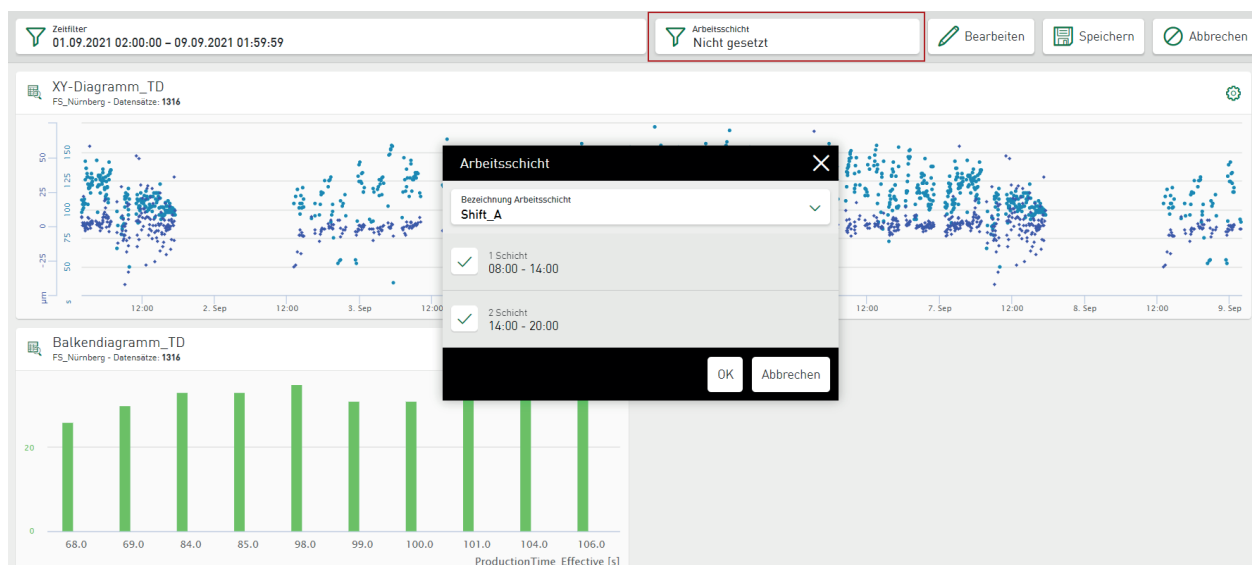 Zeitfilter
01.09.2021 02:00:00 – 09.09.2021 01:59:59
Arbeitsschicht
Nicht gesetzt
Bearbeiten
Speichern
Abbrechen
XY-Diagramm_TD
FS_Nürnberg - Datensätze: 1316
50
25
0
-25
µm
150
125
100
75
50
s
12:00
2. Sep
12:00
3. Sep
12:00
12:00
7. Sep
12:00
8. Sep
12:00
9. Sep
Arbeitsschicht
Bezeichnung Arbeitsschicht
Shift_A
1 Schicht
08:00 - 14:00
2 Schicht
14:00 - 20:00
OK
Abbrechen
Balkendiagramm_TD
FS_Nürnberg - Datensätze: 1316
20
0
68.0
69.0
84.0
85.0
98.0
99.0
100.0
101.0
104.0
106.0
ProductionTime_Effective [s]